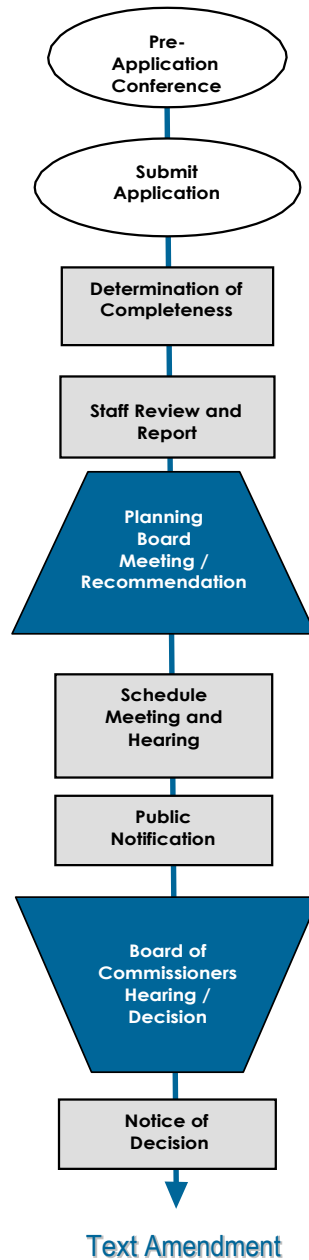 Pre-
Application
Conference
Submit
Application
Determination of
Completeness
Staff Review and
Report
Planning
Board
Meeting /
Recommendation
Schedule
Meeting and
Hearing
Public
Notification
Board of
Commissioners
Hearing /
Decision
Notice of
Decision
Text Amendment